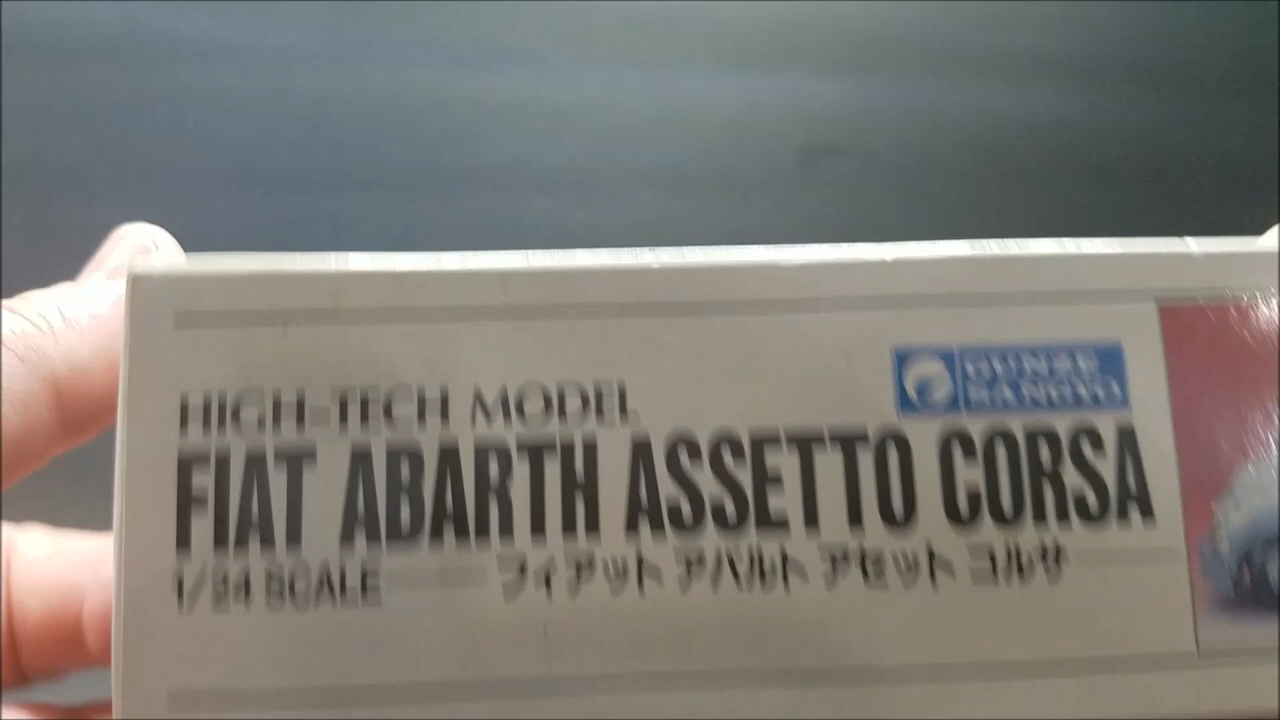 GUNZE
SANGYO
HIGH-TECH MODEL
FIAT ABARTH ASSETTO CORSA
1/24 SCALE フィアット アバルト アセット コルサ